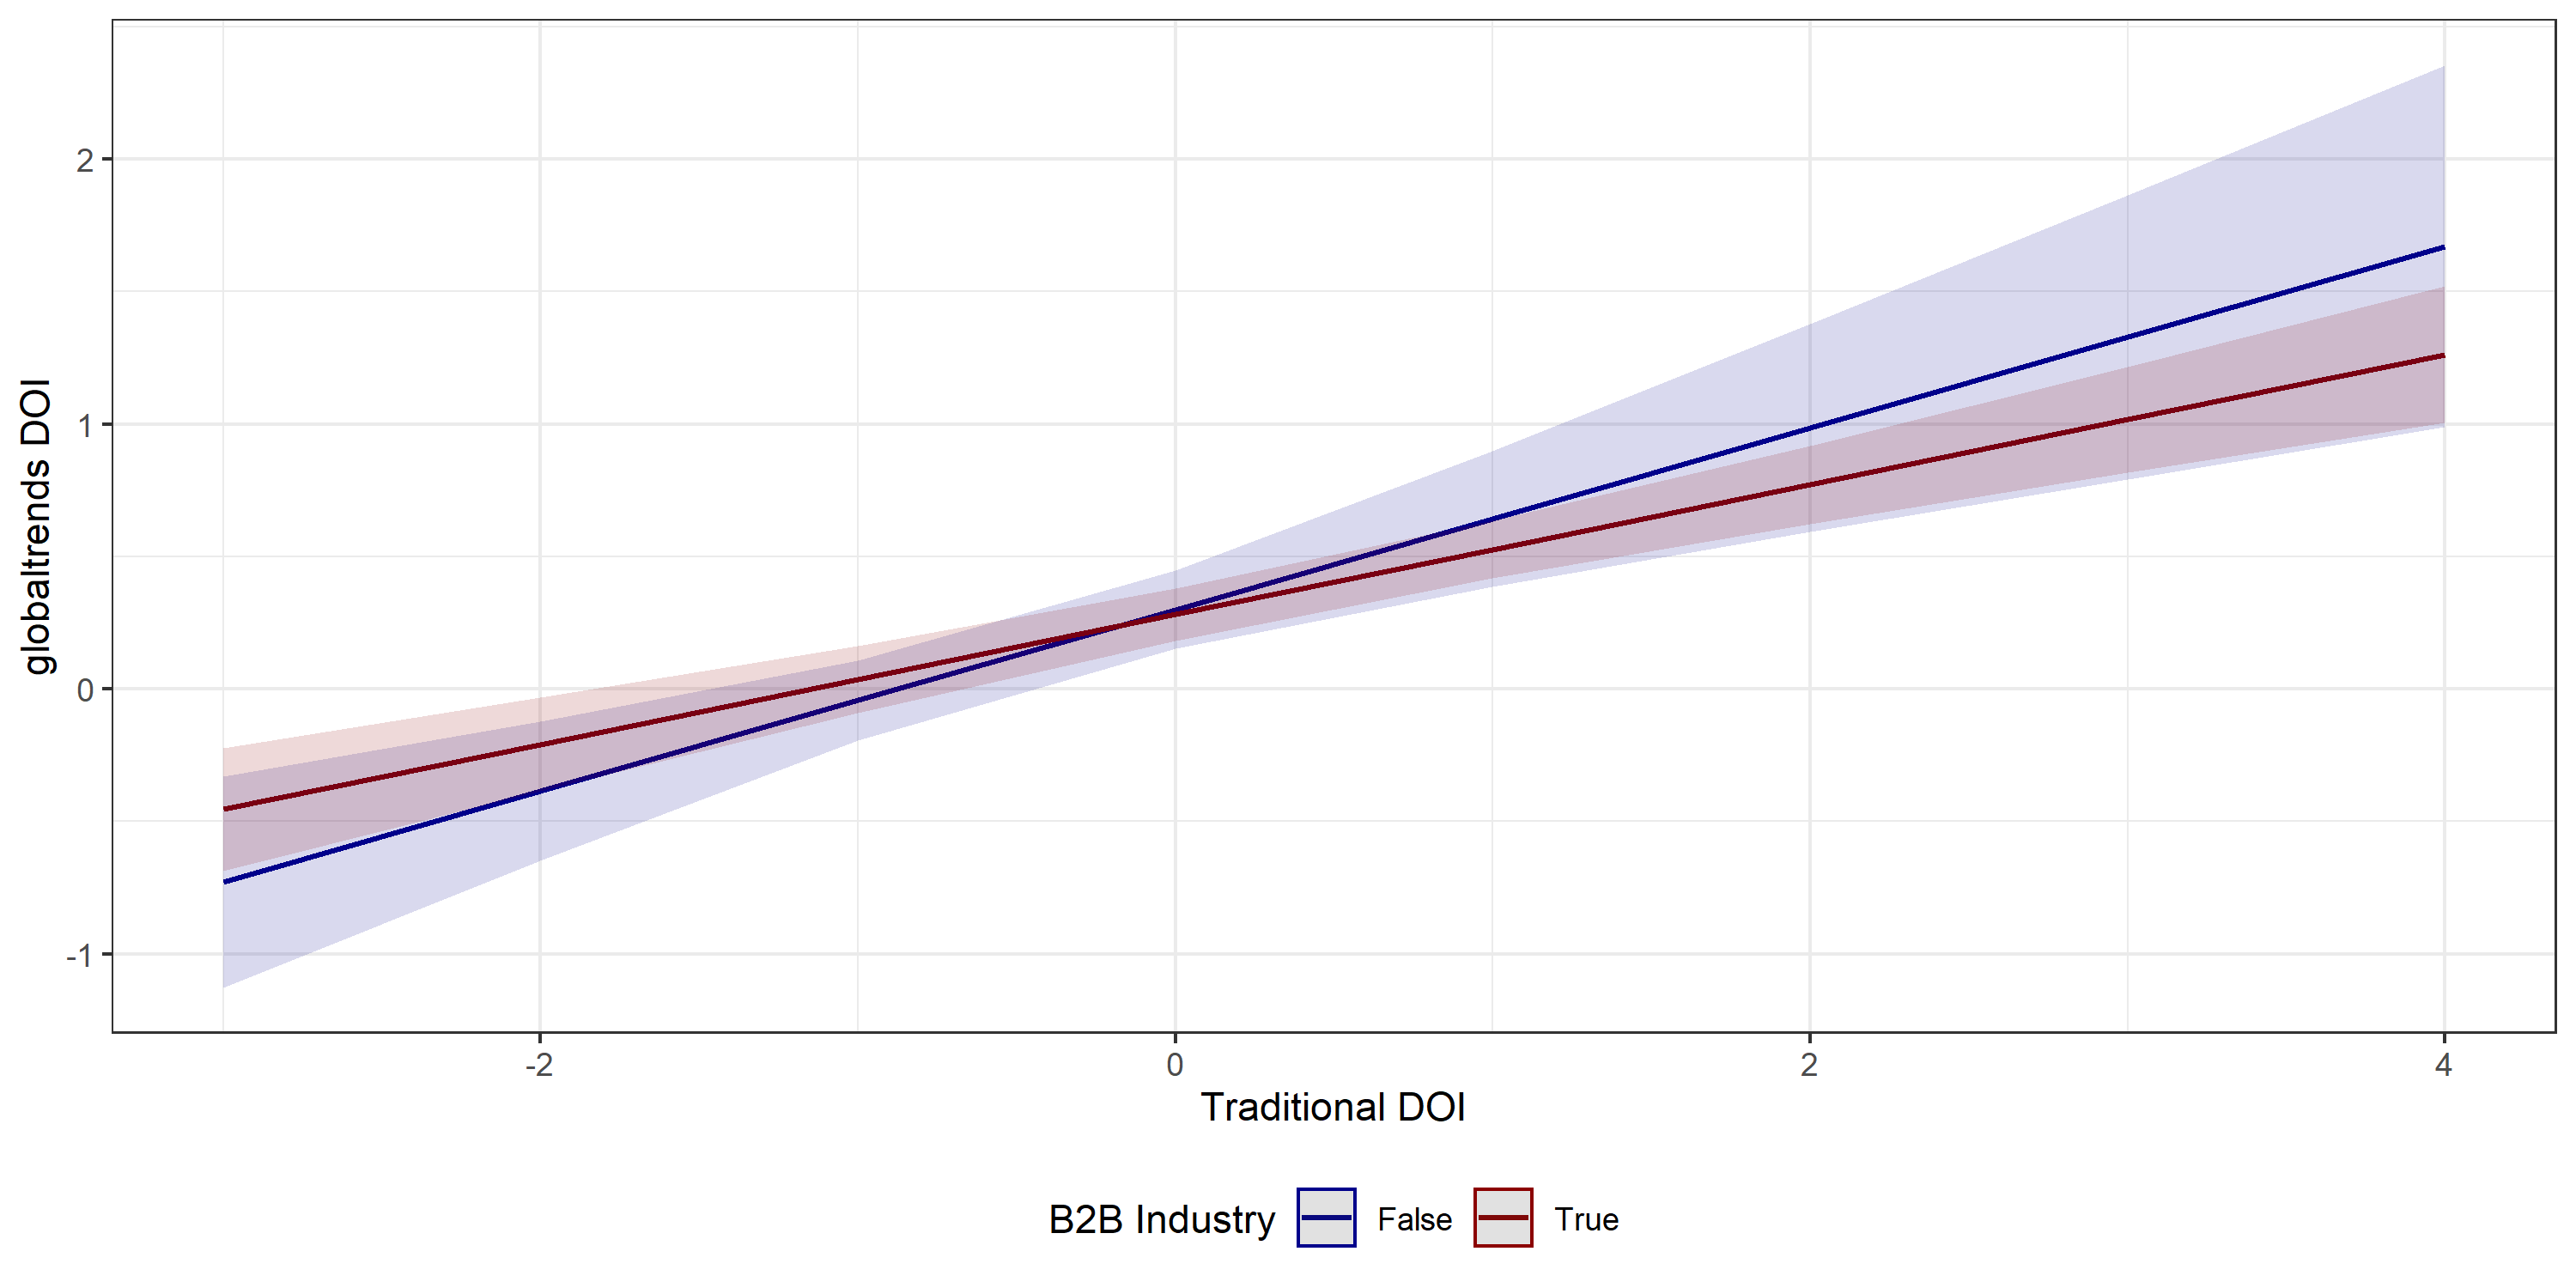 2
1
0
-1
globaltrends DOI
-2 0 2 4
Traditional DOI
B2B Industry False True